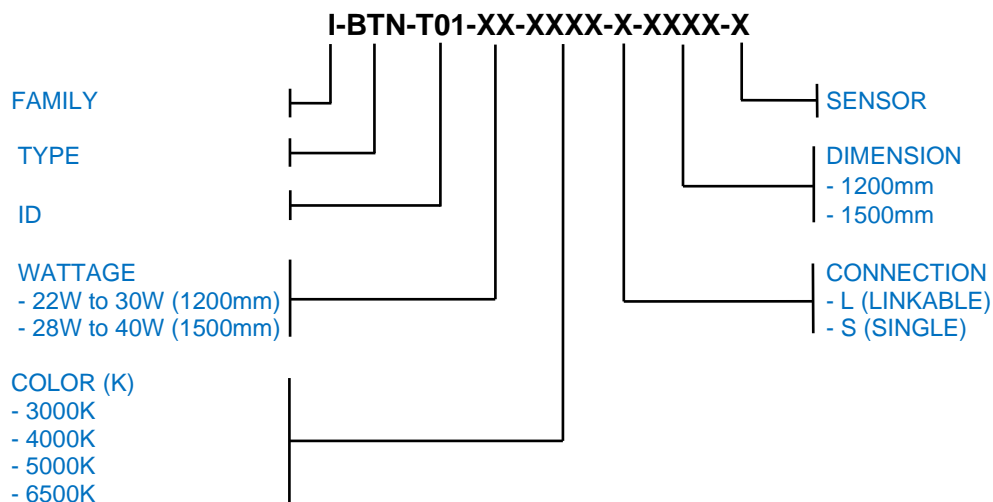 I-BTN-T01-XX-XXXX-X-XXXX-X
FAMILY
TYPE
ID
WATTAGE
- 22W to 30W (1200mm)
- 28W to 40W (1500mm)
COLOR (K)
- 3000K
- 4000K
- 5000K
- 6500K
SENSOR
DIMENSION
- 1200mm
- 1500mm
CONNECTION
- L (LINKABLE)
- S (SINGLE)